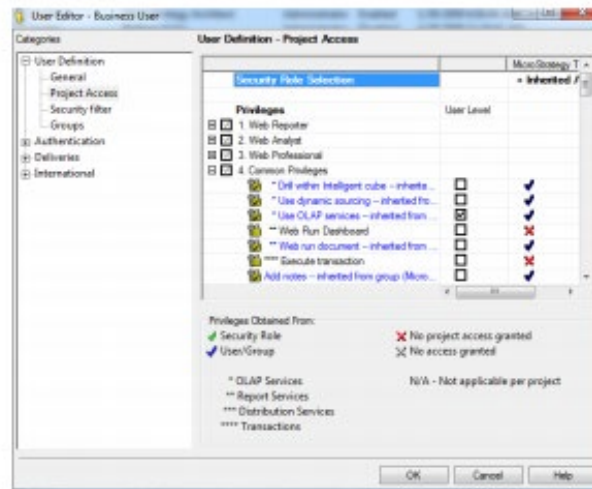 User Editor - Business User
Categories
User Definition
General
Project Access
Security filter
Groups
Authentication
Deliveries
International
User Definition - Project Access
MicroStrategy T
Security Role Selection
+ Inherited
Privileges
User Level
1. Web Reporter
2. Web Analyst
3. Web Professional
4. Common Privileges
* Drill within Intelligent cube -- inherite...
* Use dynamic sourcing -- inherited fro...
* Use OLAP services -- inherited from ...
** Web Run Dashboard
** Web run document -- inherited from ...
**** Execute transaction
Add notes -- inherited from group (Micro...
Privileges Obtained From:
Security Role
No project access granted
User/Group
No access granted
* OLAP Services
N/A - Not applicable per project
** Report Services
*** Distribution Services
**** Transactions
OK
Cancel
Help